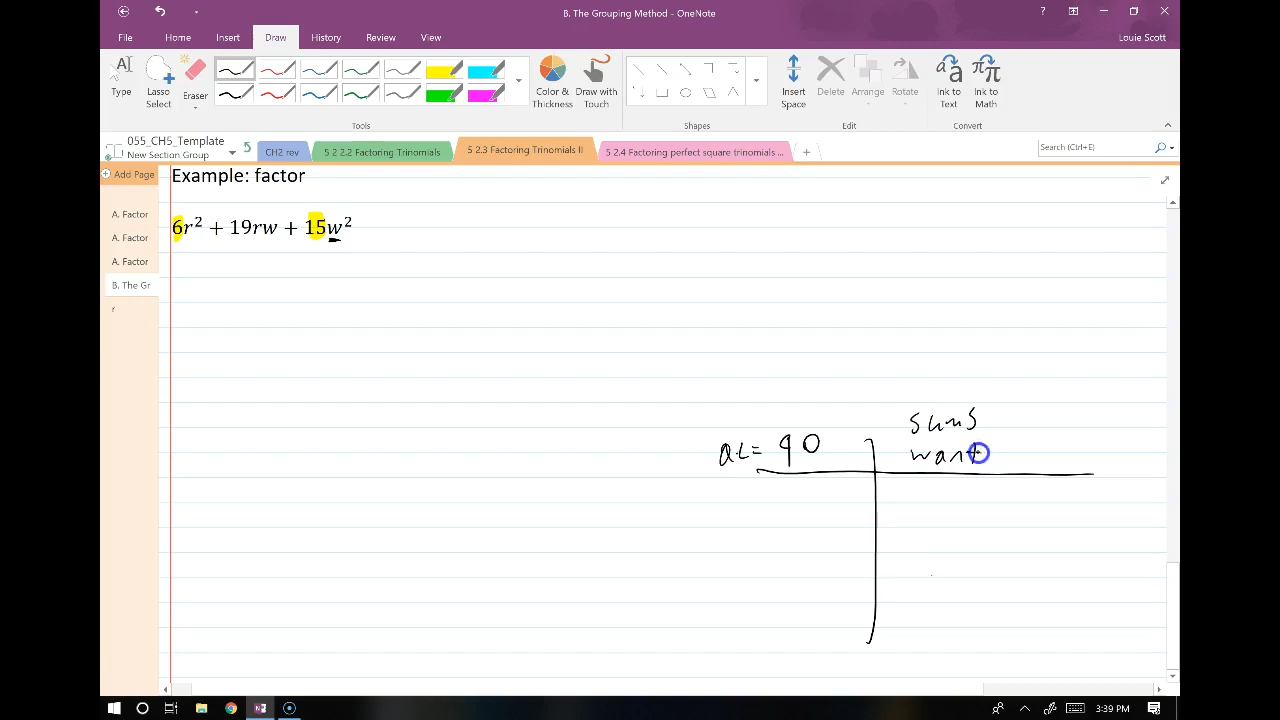 B. The Grouping Method - OneNote
?
File
Home
Insert
Draw
History
Review
View
Louie Scott
Type
Lasso Select
Eraser
Color & Thickness
Draw with Touch
Insert Space
Delete
Arrange
Rotate
Ink to Text
Ink to Math
Tools
Shapes
Edit
Convert
055_CH5_Template
New Section Group
CH2 rev
5 2 2.2 Factoring Trinomials
5 2.3 Factoring Trinomials II
5 2.4 Factoring perfect square trinomials ...
+
Search (Ctrl+E)
Add Page
A. Factor
A. Factor
A. Factor
B. The Gr
r
Example: factor
6r² + 19rw + 15w²
ac = 90
sums
want
3:39 PM